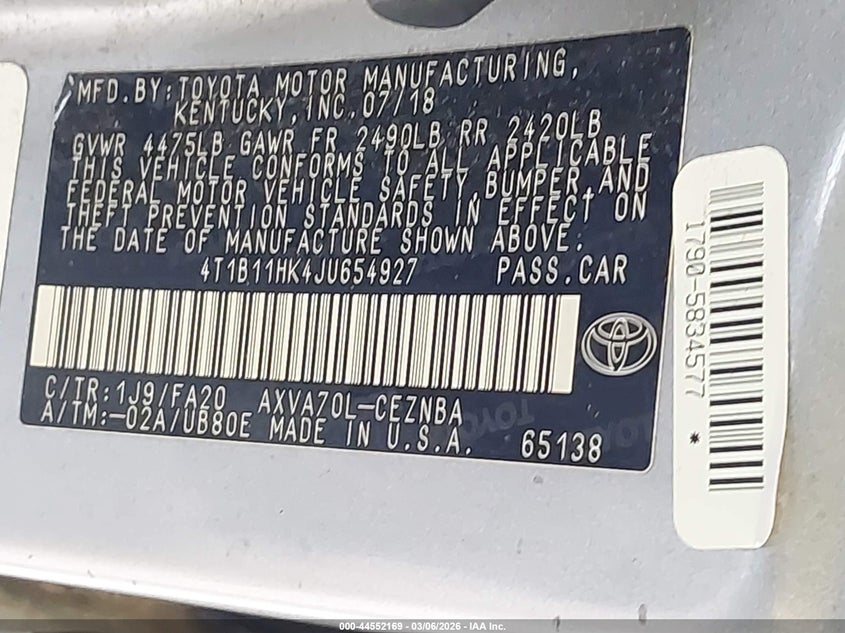 MFD.BY:TOYOTA MOTOR MANUFACTURING,
KENTUCKY,INC.07/18
GVWR 4475LB GAWR FR 2490LB RR 2420LB
THIS VEHICLE CONFORMS TO ALL APPLICABLE
FEDERAL MOTOR VEHICLE SAFETY,BUMPER,AND
THEFT PREVENTION STANDARDS IN EFFECT ON
THE DATE OF MANUFACTURE SHOWN ABOVE.
4T1B11HK4JU654927 PASS.CAR
C/TR:1J9/FA20 AXVA70L-CEZNBA
A/TM:-02A/UB80E MADE IN U.S.A. 65138
TOYOTA
1790-5834577 *
000-44552169 - 03/06/2026 - IAA Inc.